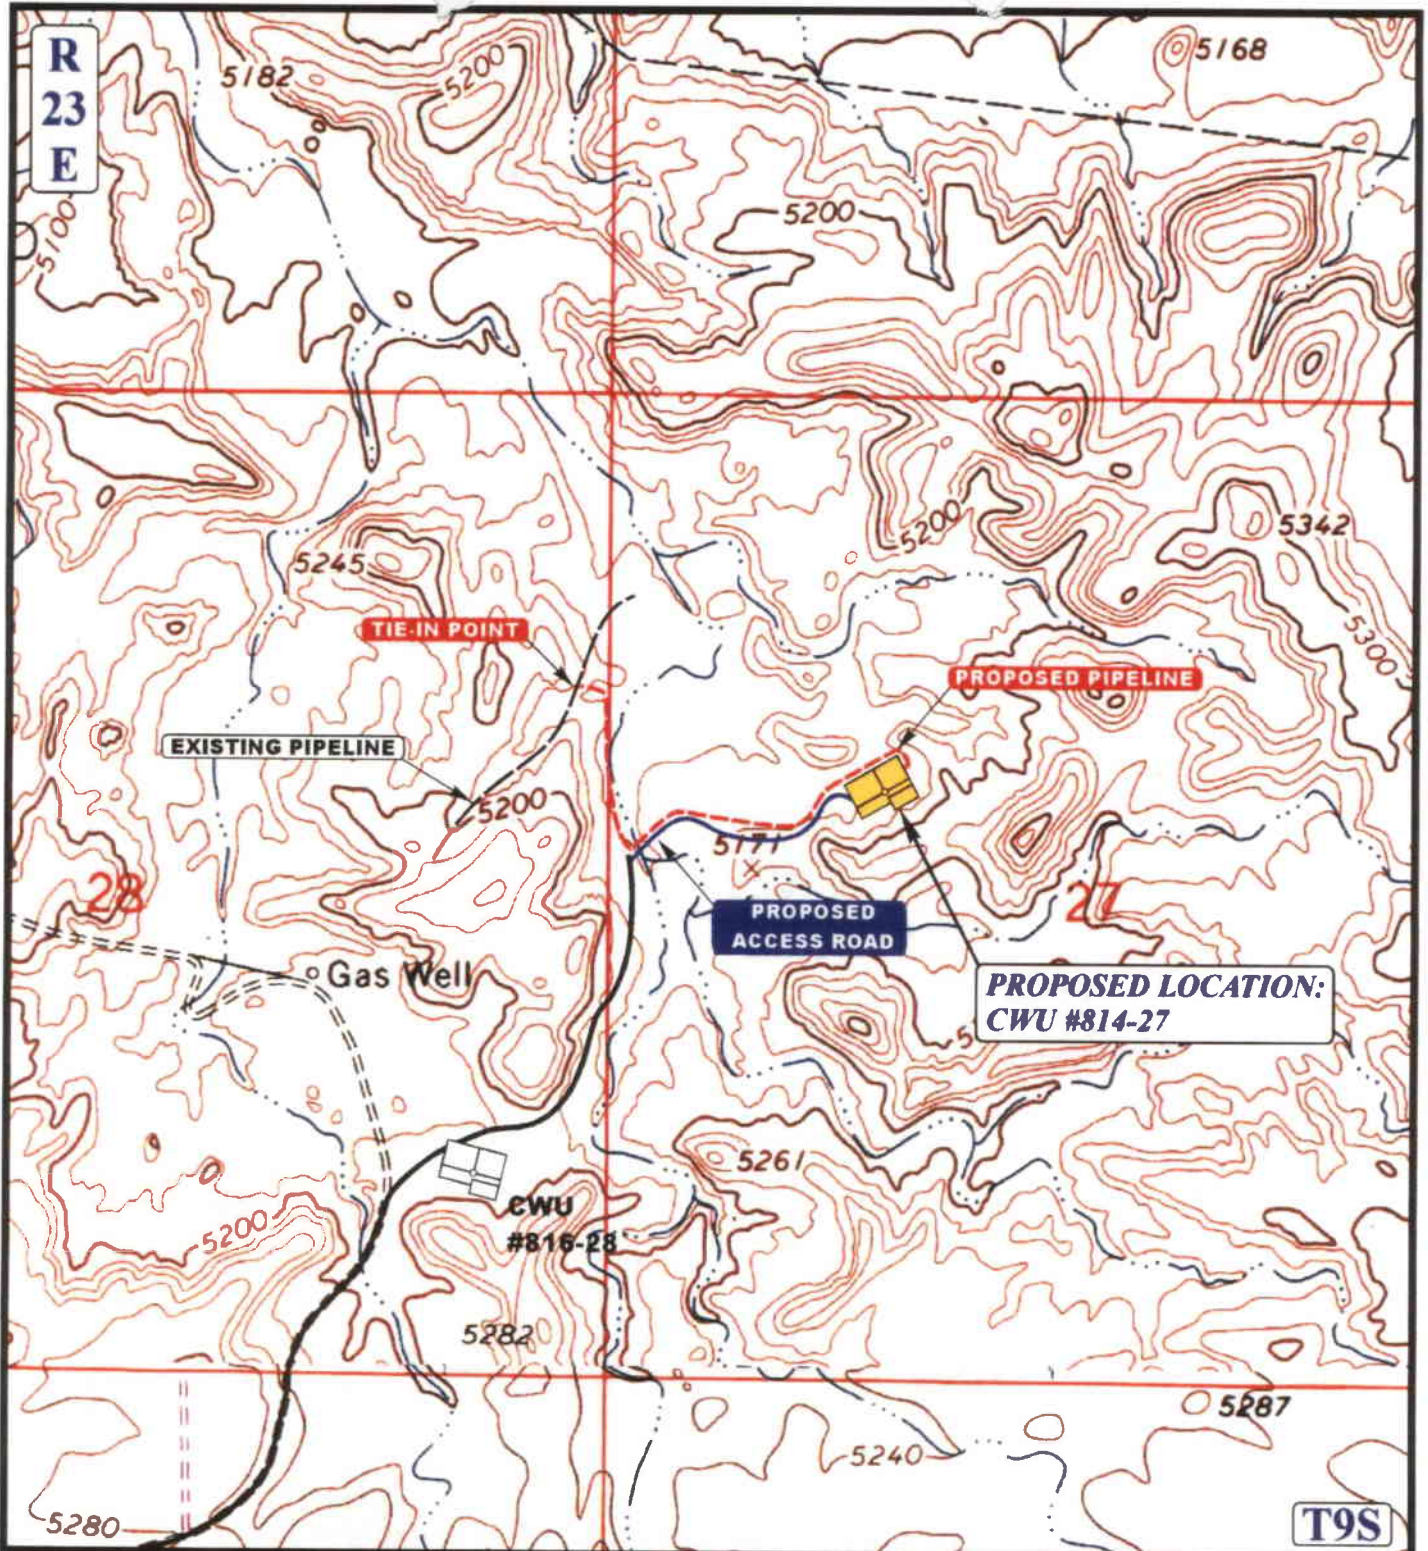 R
23
E
5182
5200
5168
5100
5200
5200
5342
5245
5300
TIE-IN POINT
PROPOSED PIPELINE
EXISTING PIPELINE
5200
5171
28
27
PROPOSED
ACCESS ROAD
Gas Well
PROPOSED LOCATION:
CWU #814-27
5261
CWU
#816-28
5200
5282
5287
5240
5280
T9S